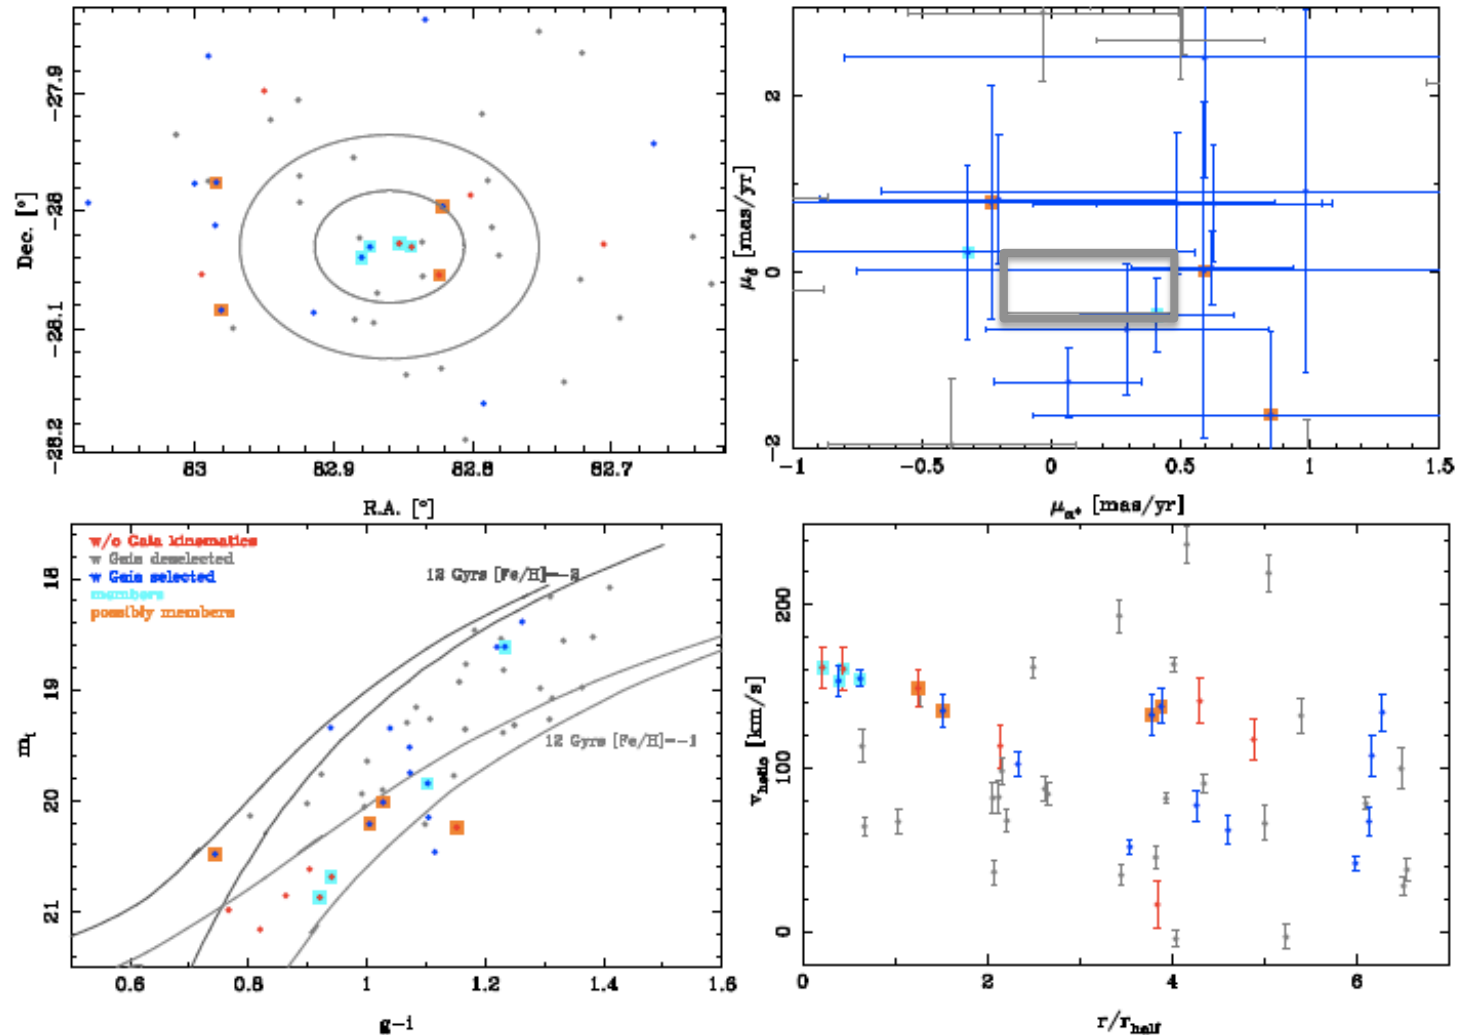 -27.9
-28
-28.1
-28.2
Dec. [°]
83
82.9
82.8
82.7
R.A. [°]
2
0
-2
μδ [mas/yr]
-1
-0.5
0
0.5
1
1.5
μα* [mas/yr]
w/o Gaia kinematics
w Gaia deselected
w Gaia selected
members
possibly members
12 Gyrs [Fe/H]=-2
12 Gyrs [Fe/H]=-1
18
19
20
21
mi
0.6
0.8
1
1.2
1.4
1.6
g-i
200
100
0
vhelio [km/s]
0
2
4
6
r/rhalf